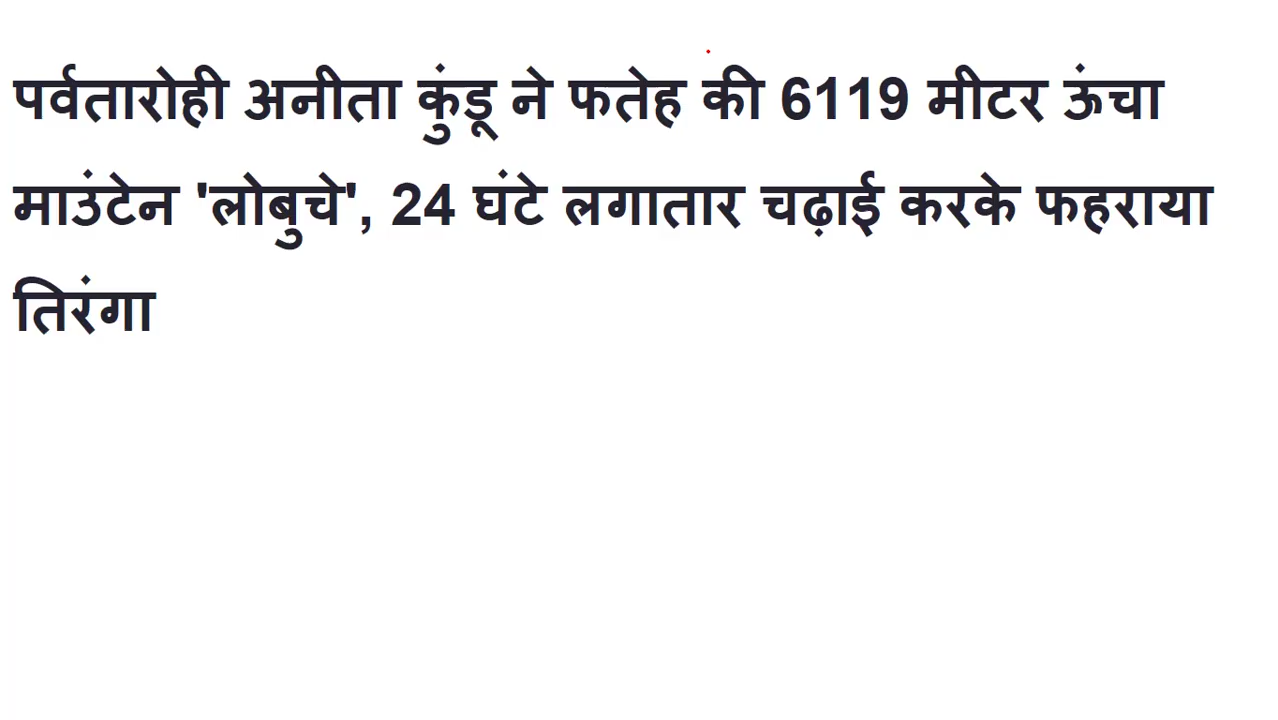 पर्वतारोही अनीता कुंडू ने फतेह की 6119 मीटर ऊंचा
माउंटेन 'लोबुचे', 24 घंटे लगातार चढ़ाई करके फहराया
तिरंगा